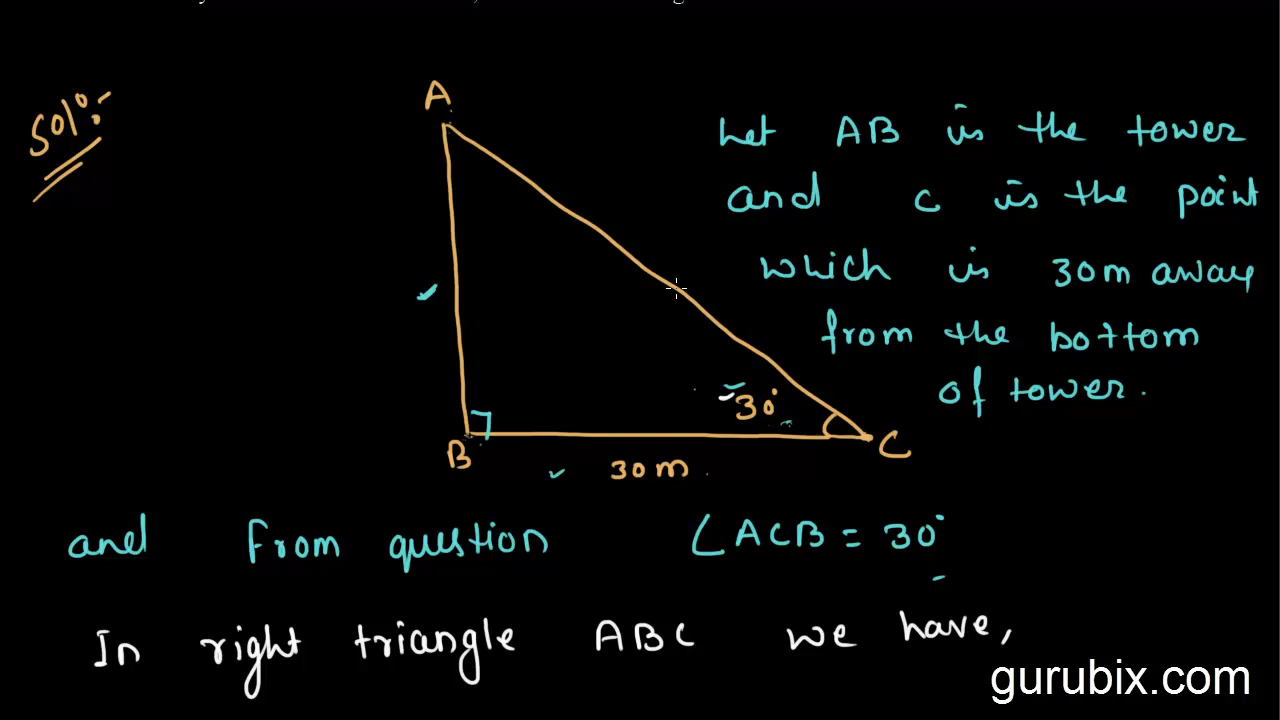 Sol°:-
A
Let AB is the tower
and C is the point
which is 30m away
from the bottom
of tower.
30°
B
C
30m
and From question ∠ACB = 30°
In right triangle ABC we have,
gurubix.com